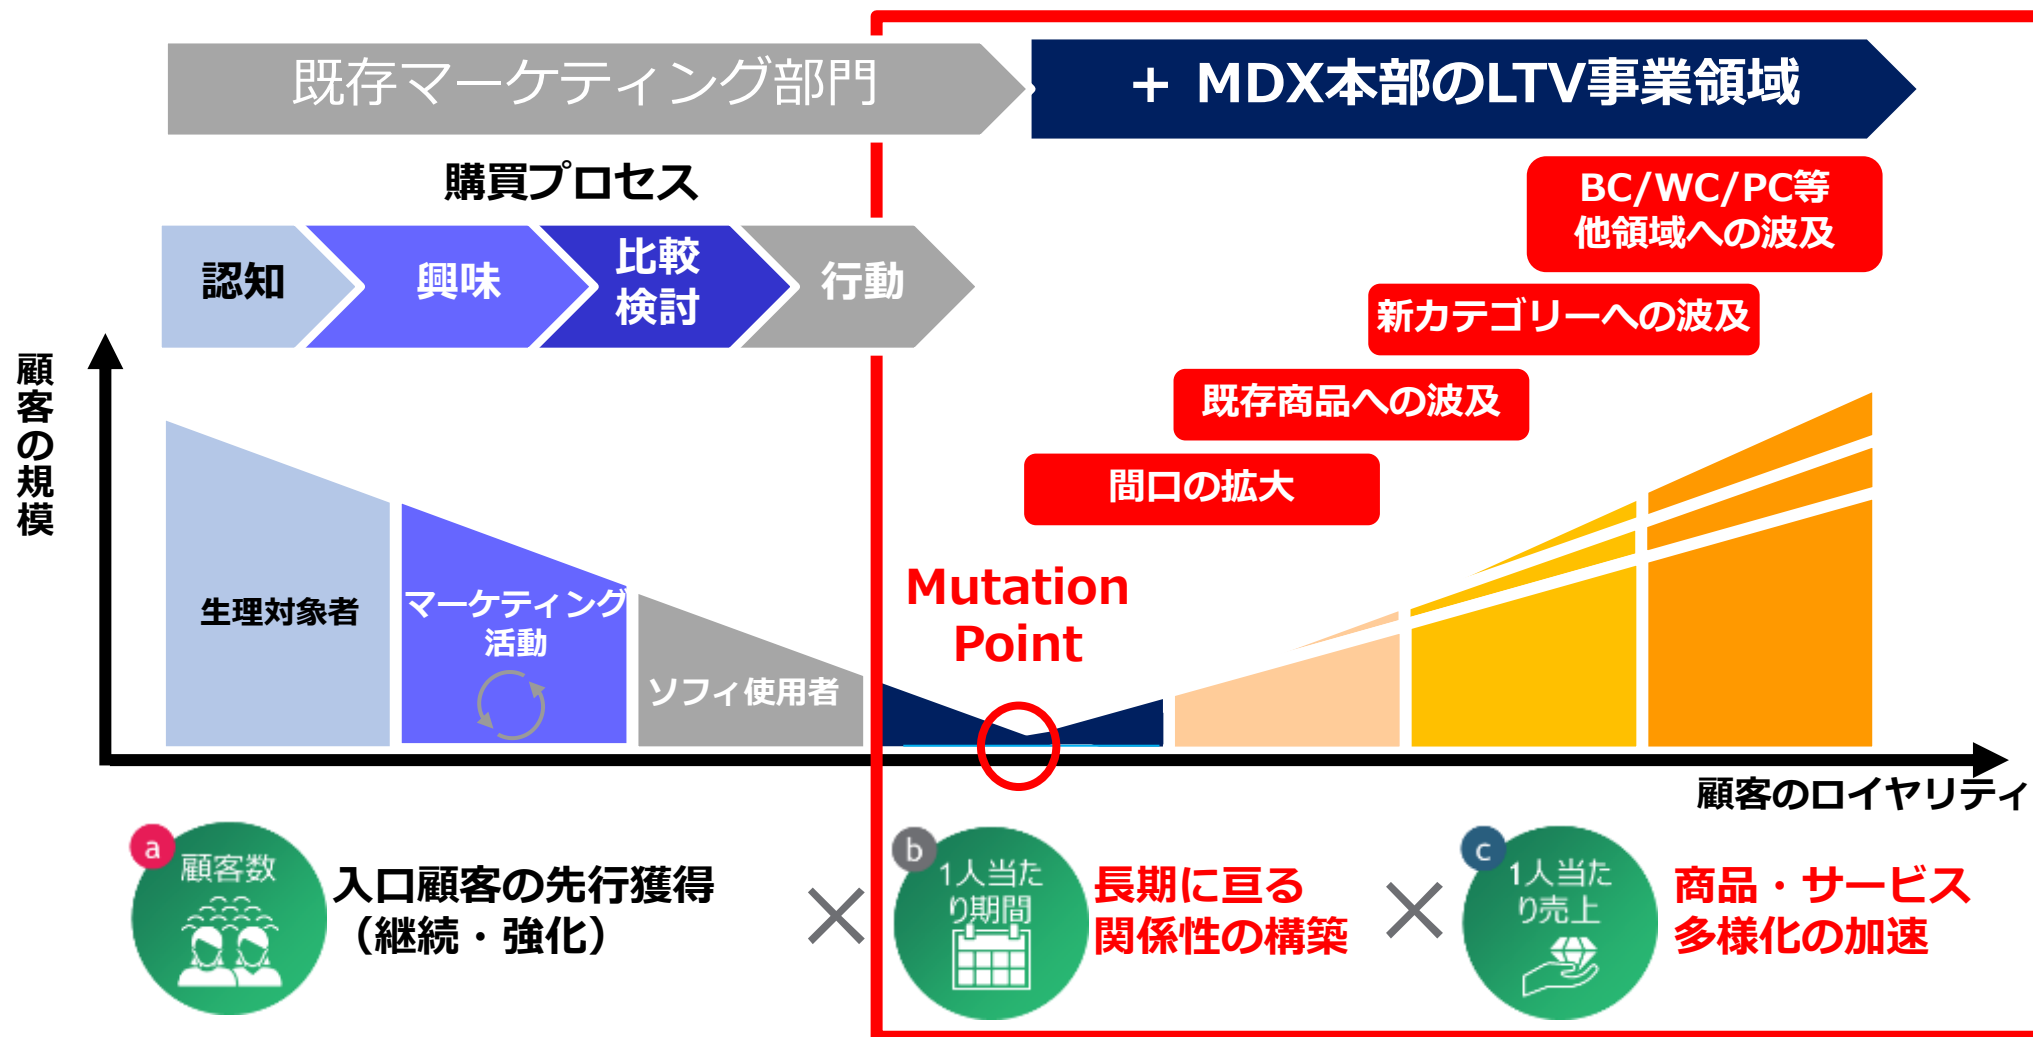 既存マーケティング部門
+ MDX本部のLTV事業領域
購買プロセス
認知
興味
比較
検討
行動
BC/WC/PC等
他領域への波及
新カテゴリーへの波及
既存商品への波及
間口の拡大
顧客の規模
生理対象者
マーケティング
活動
ソフィ使用者
Mutation
Point
顧客のロイヤリティ
a
顧客数
入口顧客の先行獲得
（継続・強化）
×
b
1人当た
り期間
長期に亘る
関係性の構築
×
c
1人当た
り売上
商品・サービス
多様化の加速